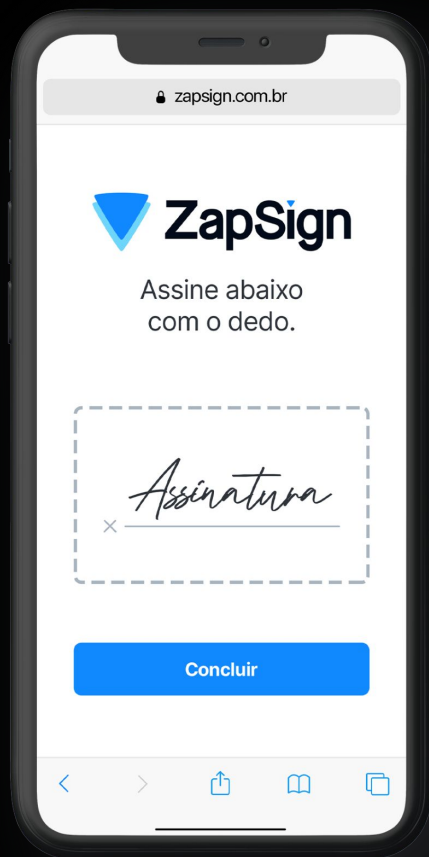 zapsign.com.br
ZapSign
Assine abaixo
com o dedo.
Assinatura
Concluir